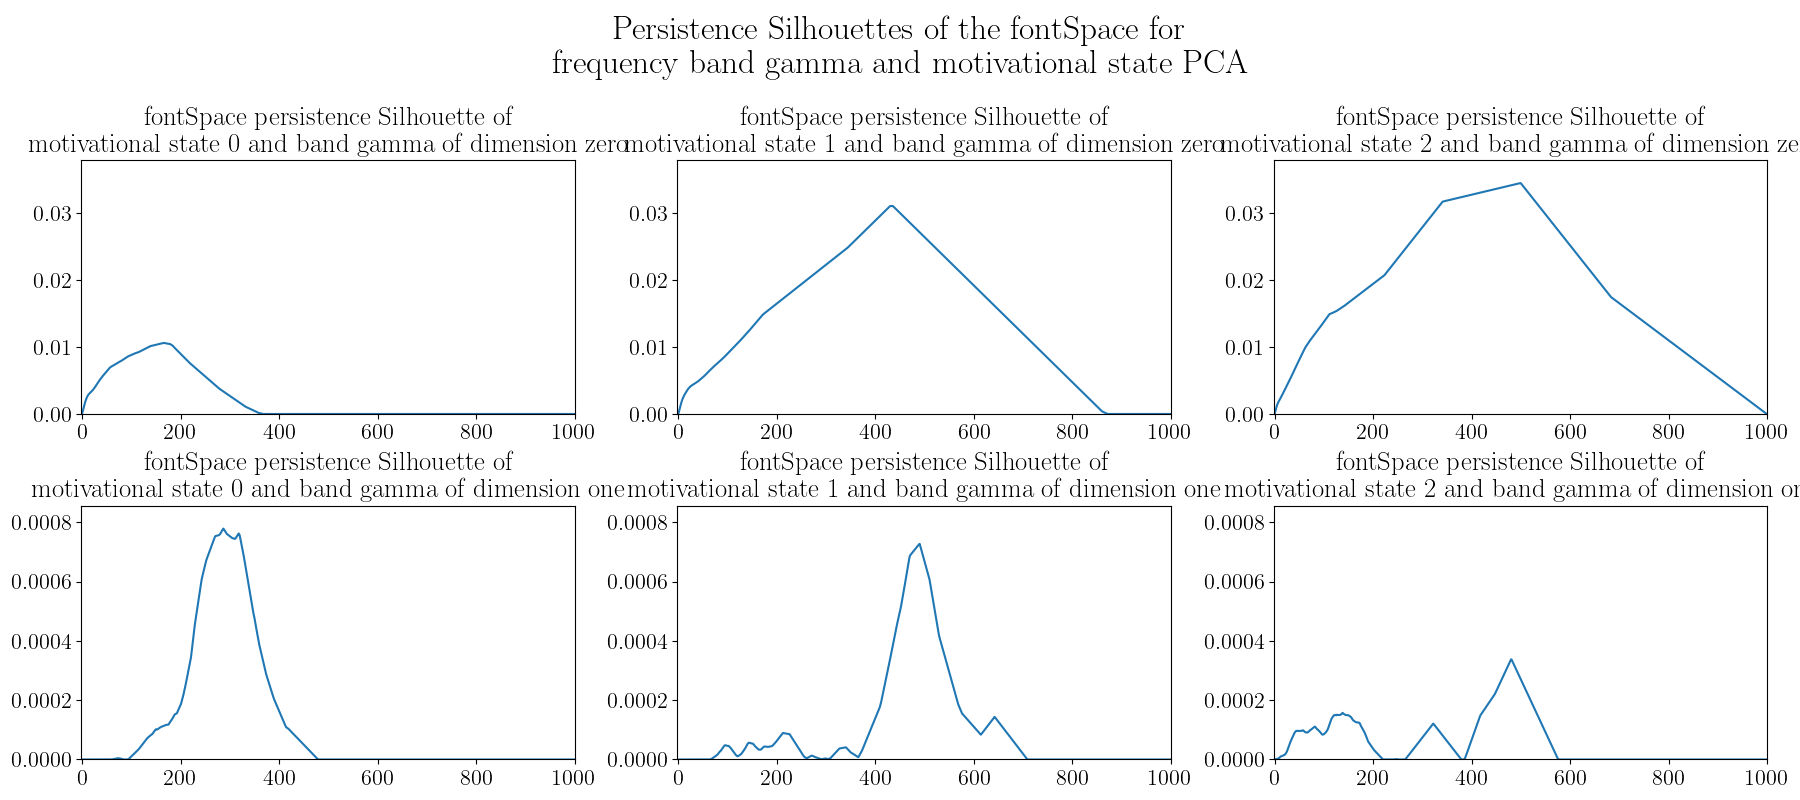 Persistence Silhouettes of the fontSpace for
frequency band gamma and motivational state PCA
fontSpace persistence Silhouette of
motivational state 0 and band gamma of dimension zero
fontSpace persistence Silhouette of
motivational state 1 and band gamma of dimension zero
fontSpace persistence Silhouette of
motivational state 2 and band gamma of dimension ze
0.03
0.02
0.01
0.00
0 200 400 600 800 1000
0.03
0.02
0.01
0.00
0 200 400 600 800 1000
0.03
0.02
0.01
0.00
0 200 400 600 800 1000
fontSpace persistence Silhouette of
motivational state 0 and band gamma of dimension one
fontSpace persistence Silhouette of
motivational state 1 and band gamma of dimension one
fontSpace persistence Silhouette of
motivational state 2 and band gamma of dimension on
0.0008
0.0006
0.0004
0.0002
0.0000
0 200 400 600 800 1000
0.0008
0.0006
0.0004
0.0002
0.0000
0 200 400 600 800 1000
0.0008
0.0006
0.0004
0.0002
0.0000
0 200 400 600 800 1000